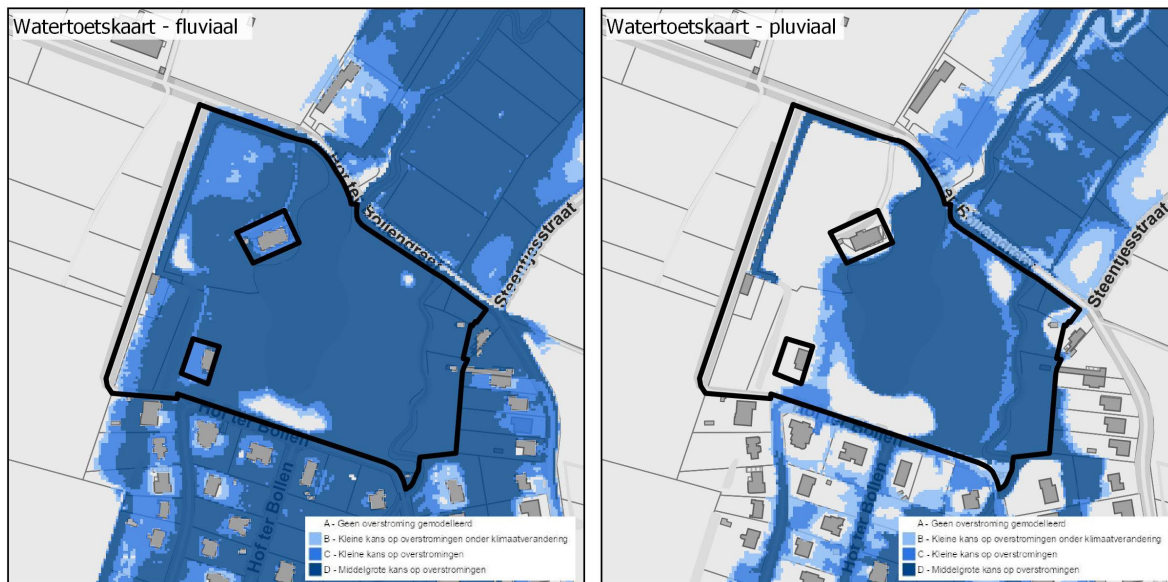 Watertoetskaart - fluviaal
Hof ter Bollendreef
Steentjesstraat
Hof ter Bollen
Hof ter Bollen
A - Geen overstroming gemodelleerd
B - Kleine kans op overstromingen onder klimaatverandering
C - Kleine kans op overstromingen
D - Middelgrote kans op overstromingen
Watertoetskaart - pluviaal
Steentjesstraat
Hof ter Bollen
Hof ter Bollen
A - Geen overstroming gemodelleerd
B - Kleine kans op overstromingen onder klimaatverandering
C - Kleine kans op overstromingen
D - Middelgrote kans op overstromingen